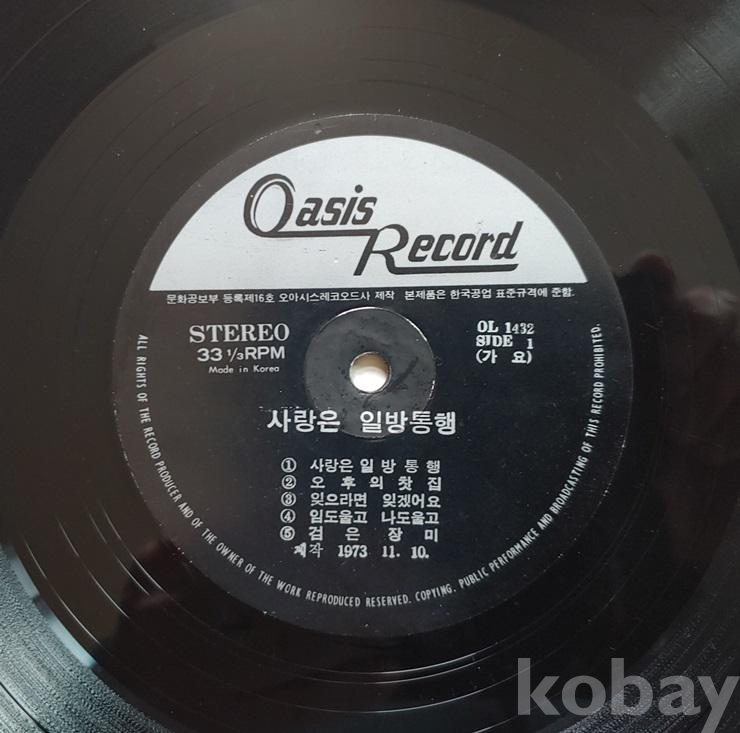 Oasis
Record
문화공보부 등록제16호 오아시스레코오드사 제작 본제품은 한국공업 표준규격에 준함.
STEREO
33 1/3 RPM
Made in Korea
OL 1432
SIDE 1
(가 요)
사랑은 일방통행
① 사랑은 일 방 통 행
② 오 후 의 찻 집
③ 잊으라면 잊겠어요
④ 임도울고 나도울고
⑤ 검 은 장 미
제작 1973 11. 10.
ALL RIGHTS OF THE RECORD PRODUCER AND OF THE OWNER OF THE WORK REPRODUCED RESERVED. COPYING, PUBLIC PERFORMANCE AND BROADCASTING OF THIS RECORD PROHIBITED.
kobay